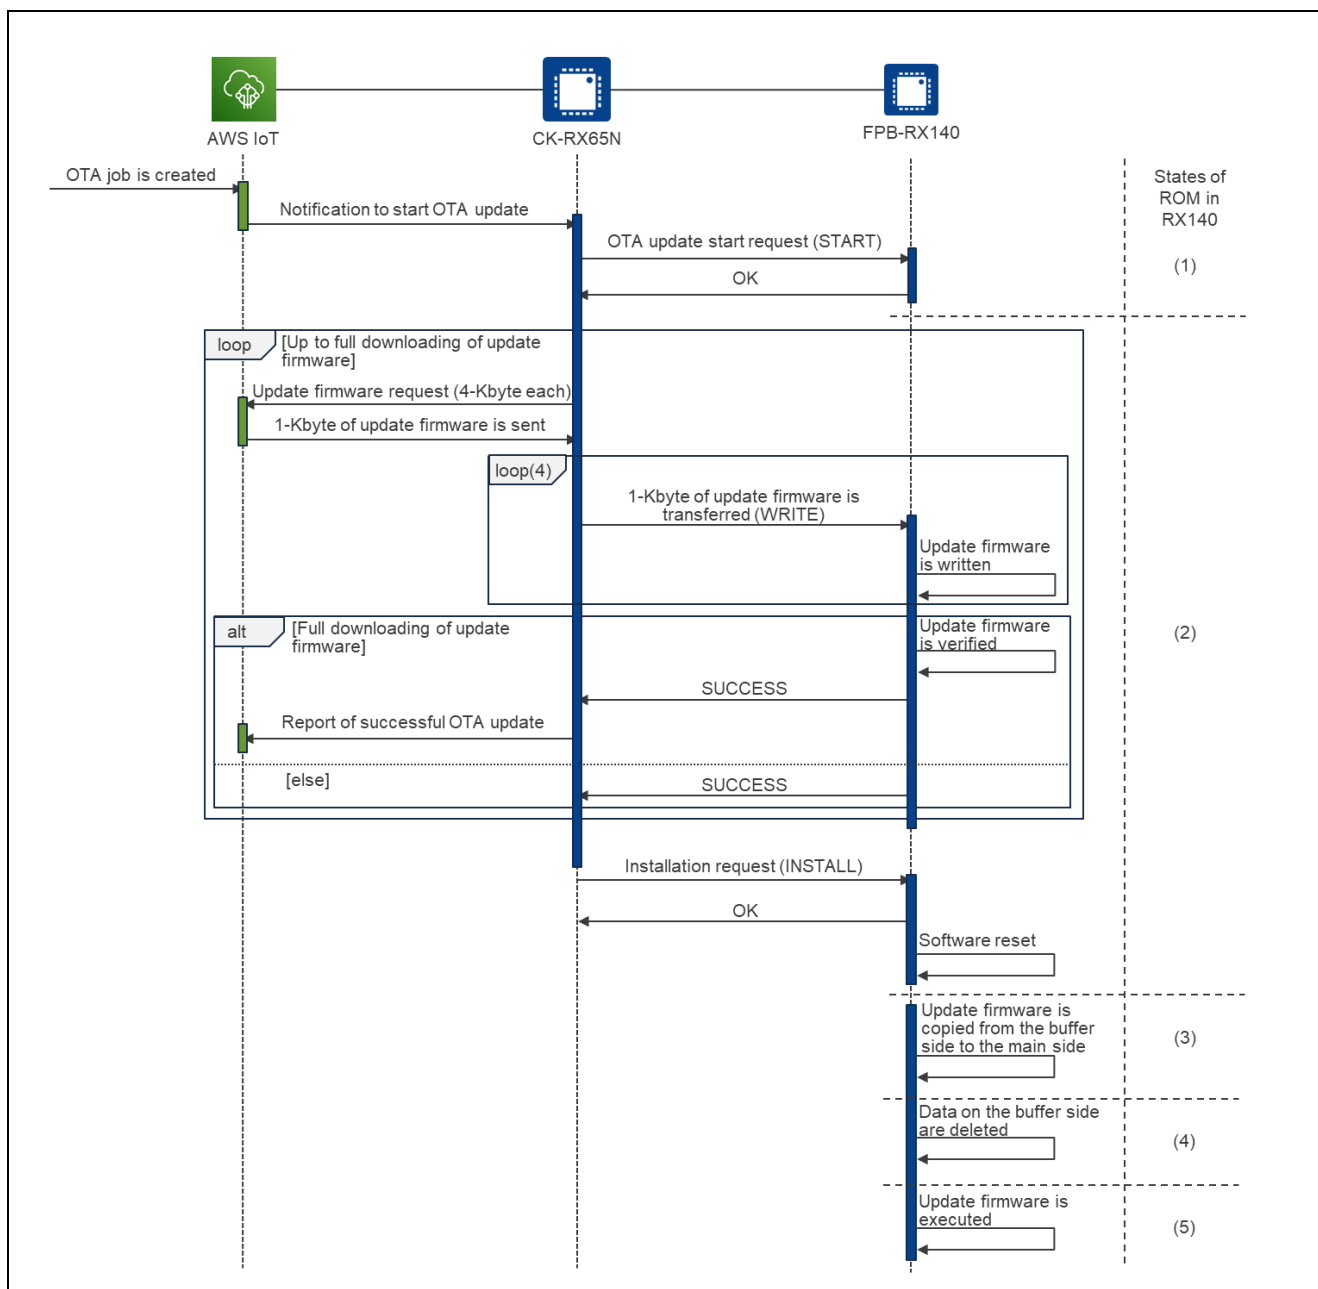 AWS IoT
CK-RX65N
FPB-RX140
OTA job is created
States of
ROM in
RX140
Notification to start OTA update
OTA update start request (START)
(1)
OK
loop
[Up to full downloading of update
firmware]
Update firmware request (4-Kbyte each)
1-Kbyte of update firmware is sent
loop(4)
1-Kbyte of update firmware is
transferred (WRITE)
Update firmware
is written
alt
[Full downloading of update
firmware]
Update firmware
is verified
(2)
SUCCESS
Report of successful OTA update
[else]
SUCCESS
Installation request (INSTALL)
OK
Software reset
Update firmware is
copied from the buffer
side to the main side
(3)
Data on the buffer side
are deleted
(4)
Update firmware is
executed
(5)